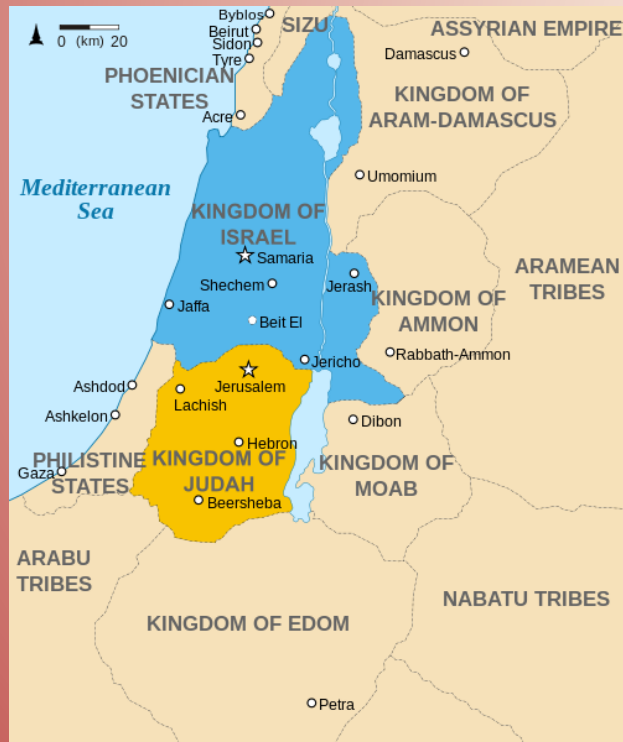 Byblos
SIZU
ASSYRIAN EMPIRE
Beirut
0 (km) 20
Sidon
Damascus
Tyre
PHOENICIAN
STATES
KINGDOM OF
ARAM-DAMASCUS
Acre
Umomium
Mediterranean
Sea
KINGDOM OF
ISRAEL
Samaria
ARAMEAN
TRIBES
Shechem
Jerash
KINGDOM OF
AMMON
Jaffa
Beit El
Rabbath-Ammon
Jericho
Ashdod
Jerusalem
Lachish
Ashkelon
Dibon
Hebron
Gaza
PHILISTINE
STATES
KINGDOM OF
JUDAH
KINGDOM OF
MOAB
Beersheba
ARABU
TRIBES
NABATU TRIBES
KINGDOM OF EDOM
Petra